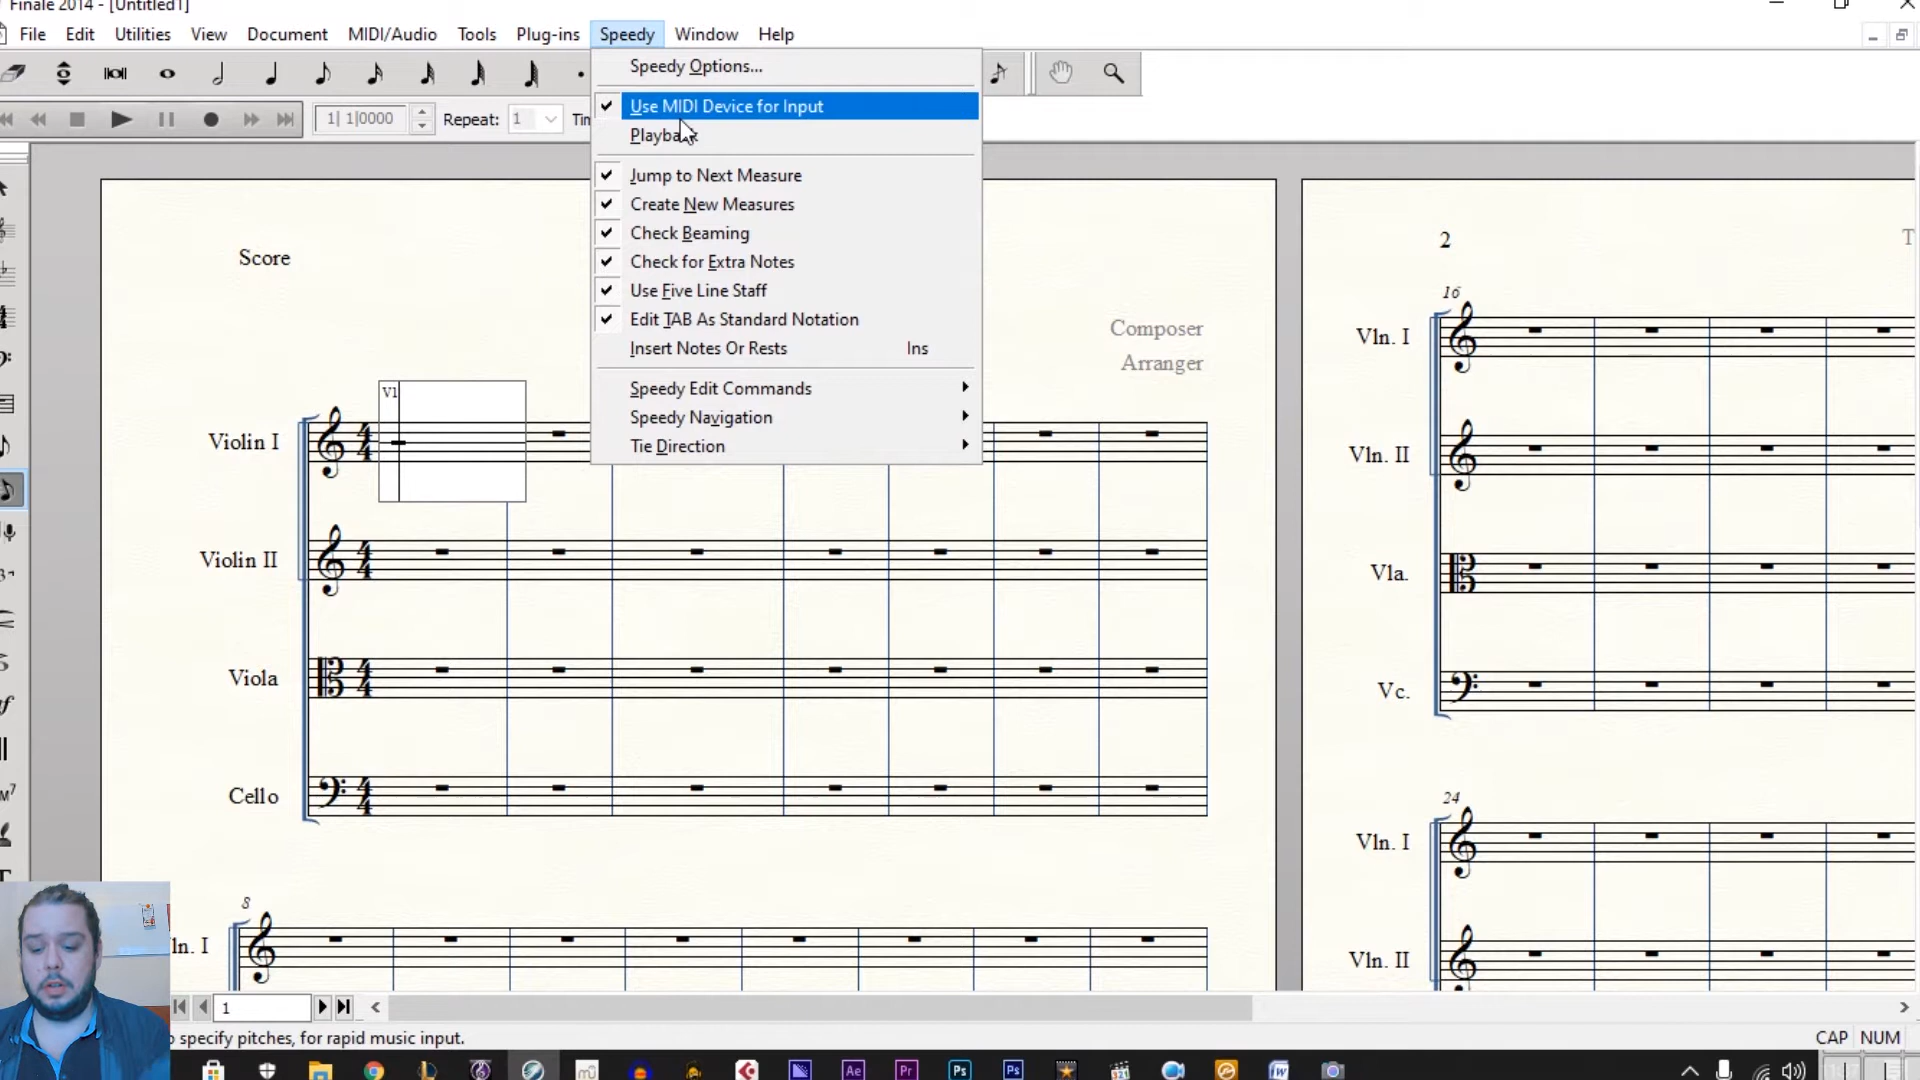 Finale 2014 - [Untitled1]
File Edit Utilities View Document MIDI/Audio Tools Plug-ins Speedy Window Help
Speedy Options...
1| 1|0000 Repeat: 1
Use MIDI Device for Input
Playback
Jump to Next Measure
Create New Measures
Check Beaming
Check for Extra Notes
Use Five Line Staff
Edit TAB As Standard Notation
Insert Notes Or Rests Ins
Speedy Edit Commands
Speedy Navigation
Tie Direction
Score
Composer
Arranger
V1
Violin I
Violin II
Viola
Cello
8
ln. I
2
16
Vln. I
Vln. II
Vla.
Vc.
24
Vln. I
Vln. II
1
specify pitches, for rapid music input.
CAP NUM
Ae Pr Ps Ps